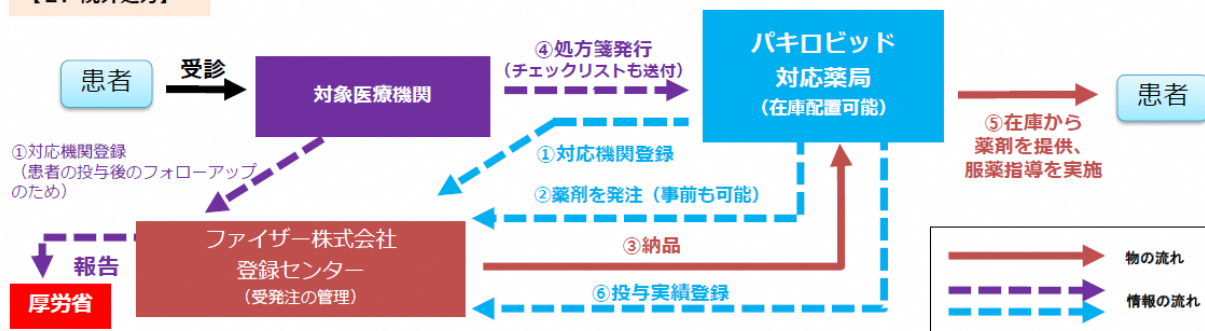 患者
受診
対象医療機関
④処方箋発行
（チェックリストも送付）
パキロビッド
対応薬局
（在庫配置可能）
⑤在庫から
薬剤を提供、
服薬指導を実施
患者
①対応機関登録
（患者の投与後のフォローアップ
のため）
①対応機関登録
②薬剤を発注（事前も可能）
ファイザー株式会社
登録センター
（受発注の管理）
③納品
⑥投与実績登録
報告
厚労省
物の流れ
情報の流れ